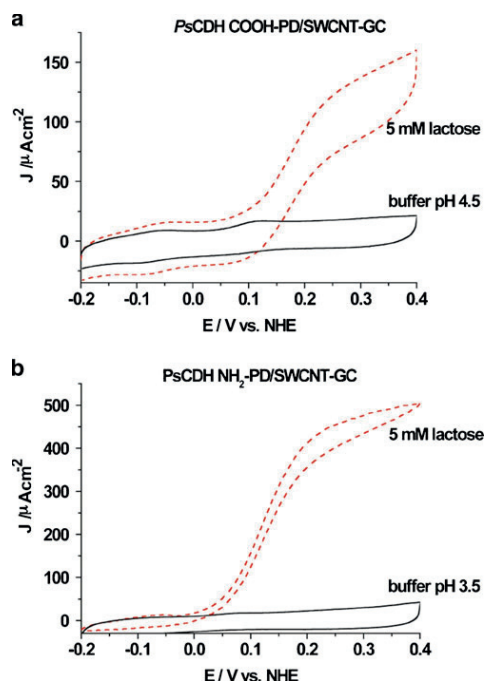 a
PsCDH COOH-PD/SWCNT-GC
150
100
50
0
J /µAcm-2
5 mM lactose
buffer pH 4.5
-0.2 -0.1 0.0 0.1 0.2 0.3 0.4
E / V vs. NHE
b
PsCDH NH2-PD/SWCNT-GC
500
400
300
200
100
0
J /µAcm-2
5 mM lactose
buffer pH 3.5
-0.2 -0.1 0.0 0.1 0.2 0.3 0.4
E / V vs. NHE